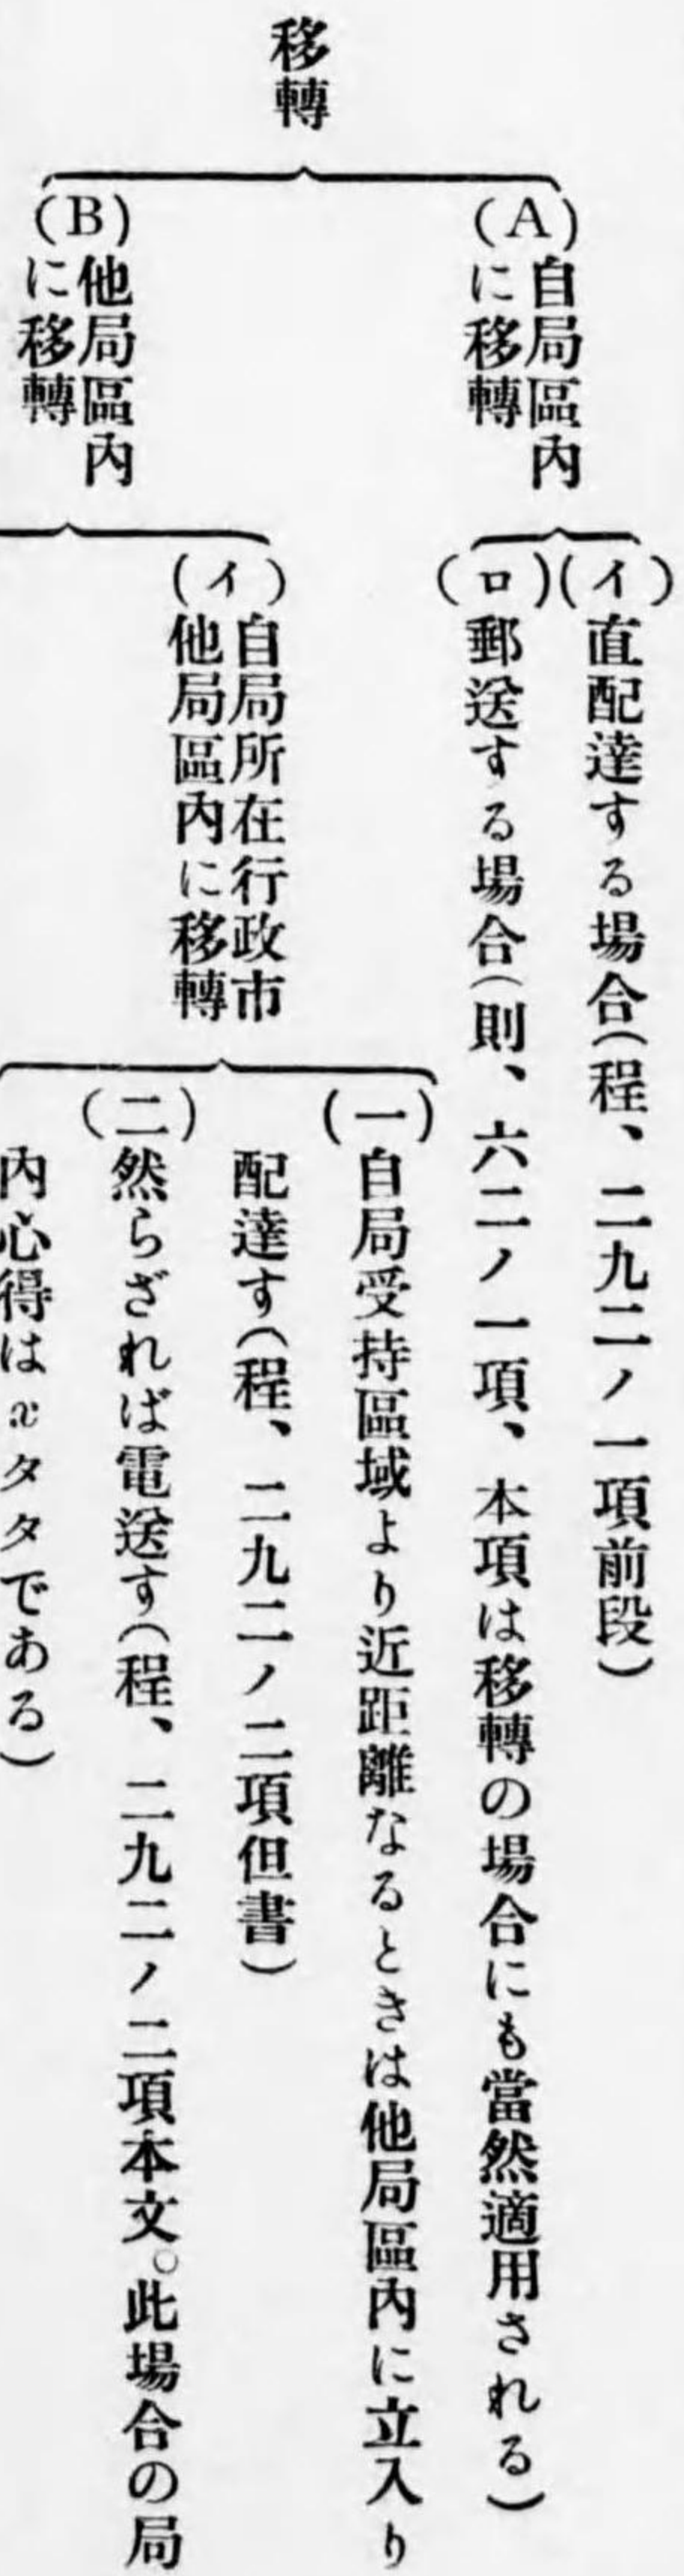 移轉
(A)自局區內
に移轉
(イ)直配達する場合(程、二九二ノ一項前段)
(ロ)郵送する場合(則、六二ノ一項、本項は移轉の場合にも當然適用される)
(B)他局區內
に移轉
(イ)自局所在行政市
他局區內に移轉
(一)自局受持區域より近距離なるときは他局區內に立入り
配達す(程、二九二ノ二項但書)
(二)然らざれば電送す(程、二九二ノ二項本文。此場合の局
內心得はxタタである)